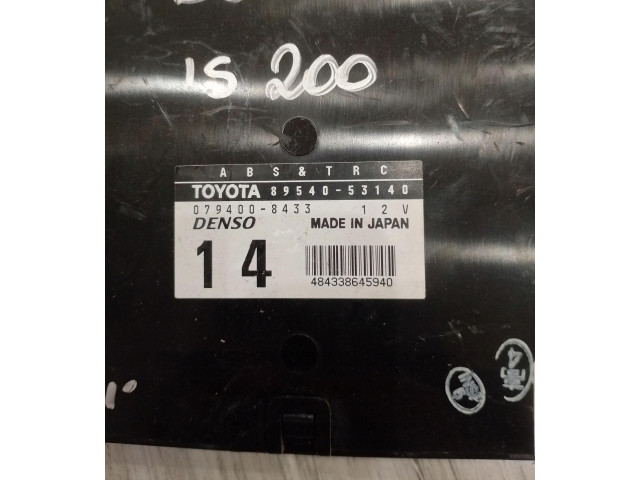 IS 200
ABS & TRC
TOYOTA 89540-53140
079400-8433 12V
DENSO MADE IN JAPAN
14
484338645940